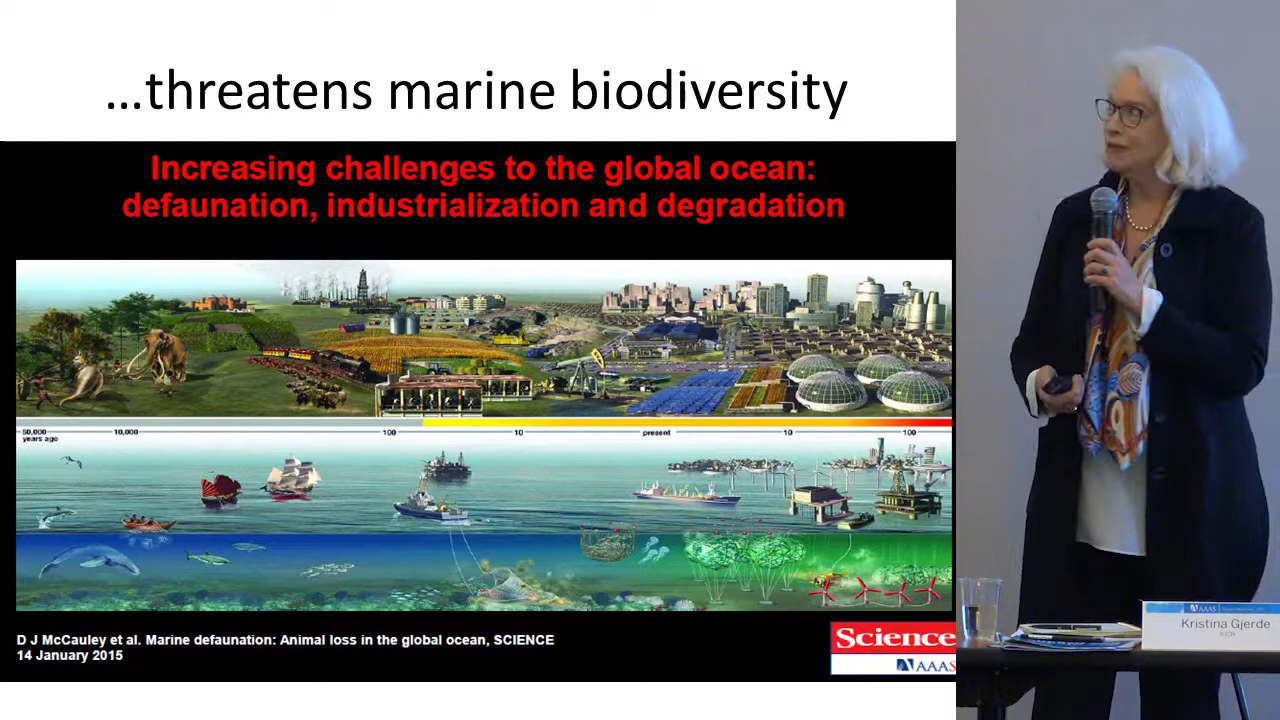 …threatens marine biodiversity
Increasing challenges to the global ocean:
defaunation, industrialization and degradation
50,000
years ago
10,000
100
10
present
10
100
D J McCauley et al. Marine defaunation: Animal loss in the global ocean, SCIENCE
14 January 2015
Science
AAAS
AAAS
Kristina Gjerde
IUCN